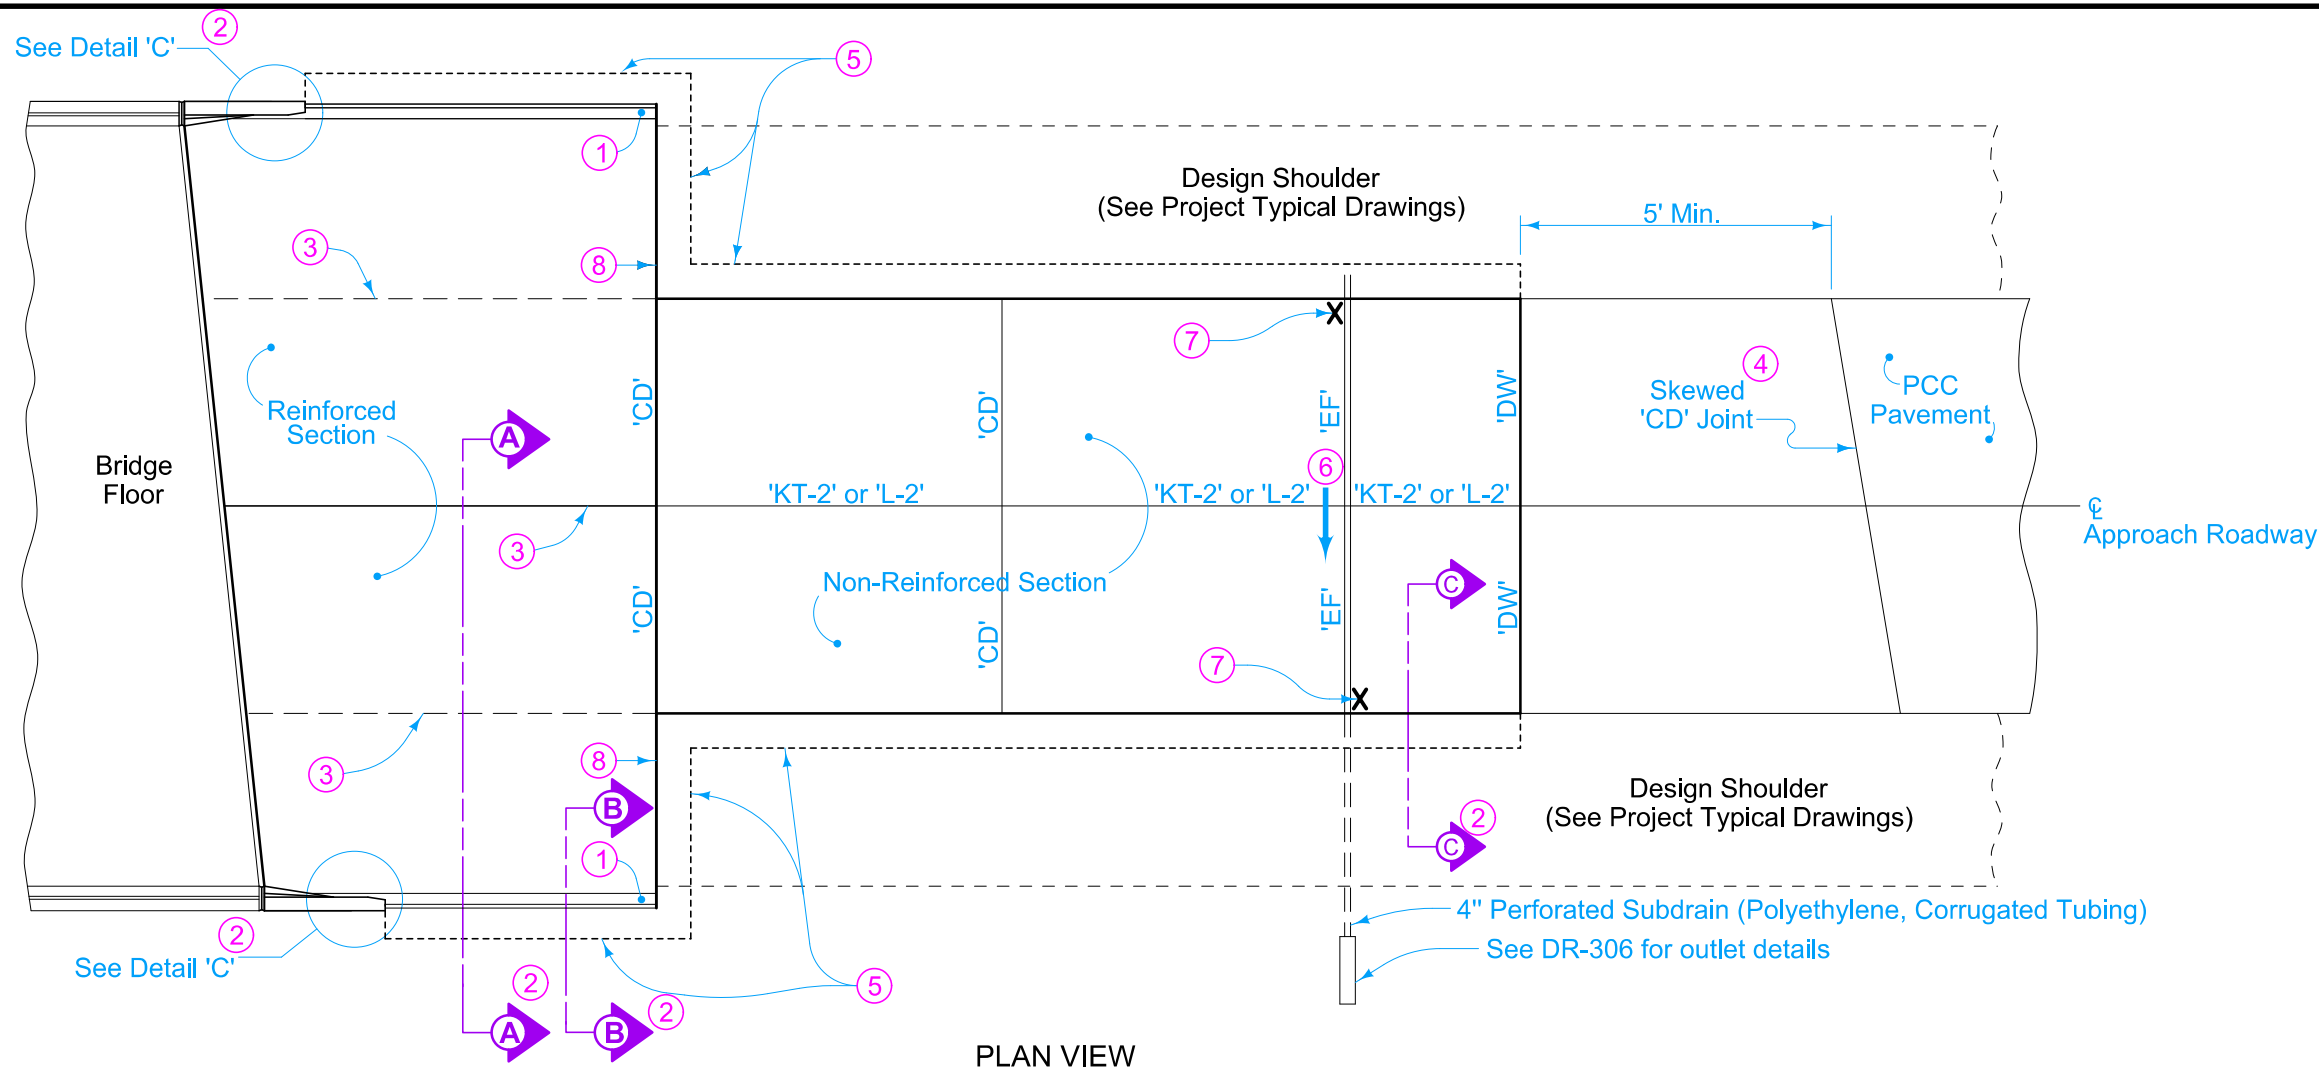 2
See Detail 'C'
5
1
Design Shoulder
(See Project Typical Drawings)
5' Min.
3
8
7
4
Skewed
'CD' Joint
PCC
Pavement
Reinforced
Section
'CD'
'CD'
'EF'
'DW'
A
Bridge
Floor
6
'KT-2' or 'L-2'
'KT-2' or 'L-2'
'KT-2' or 'L-2'
℄
Approach Roadway
3
Non-Reinforced Section
C
'CD'
'CD'
'EF'
'DW'
7
3
8
B
Design Shoulder
(See Project Typical Drawings)
2
C
1
4" Perforated Subdrain (Polyethylene, Corrugated Tubing)
See DR-306 for outlet details
2
See Detail 'C'
2
5
2
A
B
PLAN VIEW